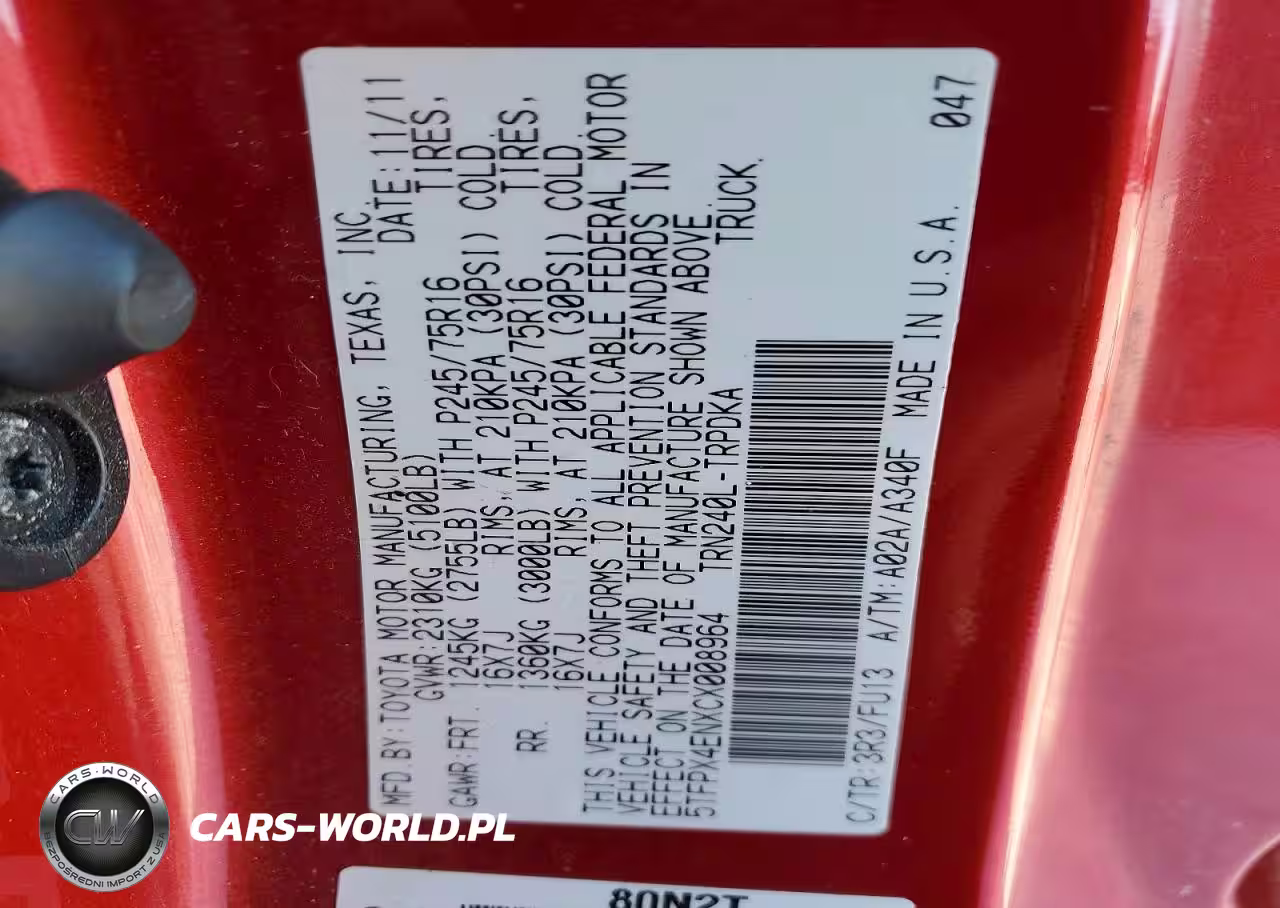 MFD.BY:TOYOTA MOTOR MANUFACTURING, TEXAS, INC.
GVWR:2310KG (5100LB) DATE:11/11
GAWR:FRT. 1245KG (2755LB) WITH P245/75R16 TIRES,
16X7J RIMS, AT 210KPA (30PSI) COLD.
RR. 1360KG (3000LB) WITH P245/75R16 TIRES,
16X7J RIMS, AT 210KPA (30PSI) COLD.
THIS VEHICLE CONFORMS TO ALL APPLICABLE FEDERAL MOTOR
VEHICLE SAFETY AND THEFT PREVENTION STANDARDS IN
EFFECT ON THE DATE OF MANUFACTURE SHOWN ABOVE.
5TFPX4ENXCX008964 TRN240L-TRPDKA TRUCK.
C/TR:3R3/FU13 A/TM:A02A/A340F MADE IN U.S.A. 047
80N2T
CARS-WORLD
CW
BEZPOŚREDNI IMPORT Z USA
CARS-WORLD.PL